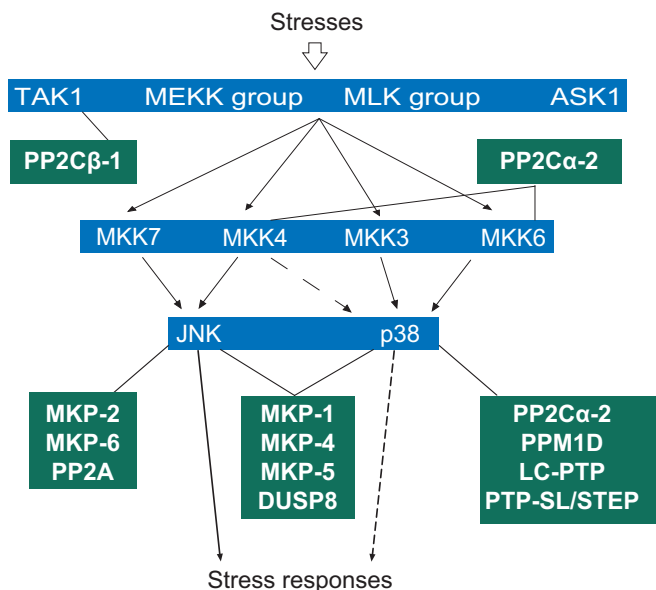 Stresses
TAK1 MEKK group MLK group ASK1
PP2Cβ-1
PP2Cα-2
MKK7 MKK4 MKK3 MKK6
JNK p38
MKP-2
MKP-6
PP2A
MKP-1
MKP-4
MKP-5
DUSP8
PP2Cα-2
PPM1D
LC-PTP
PTP-SL/STEP
Stress responses